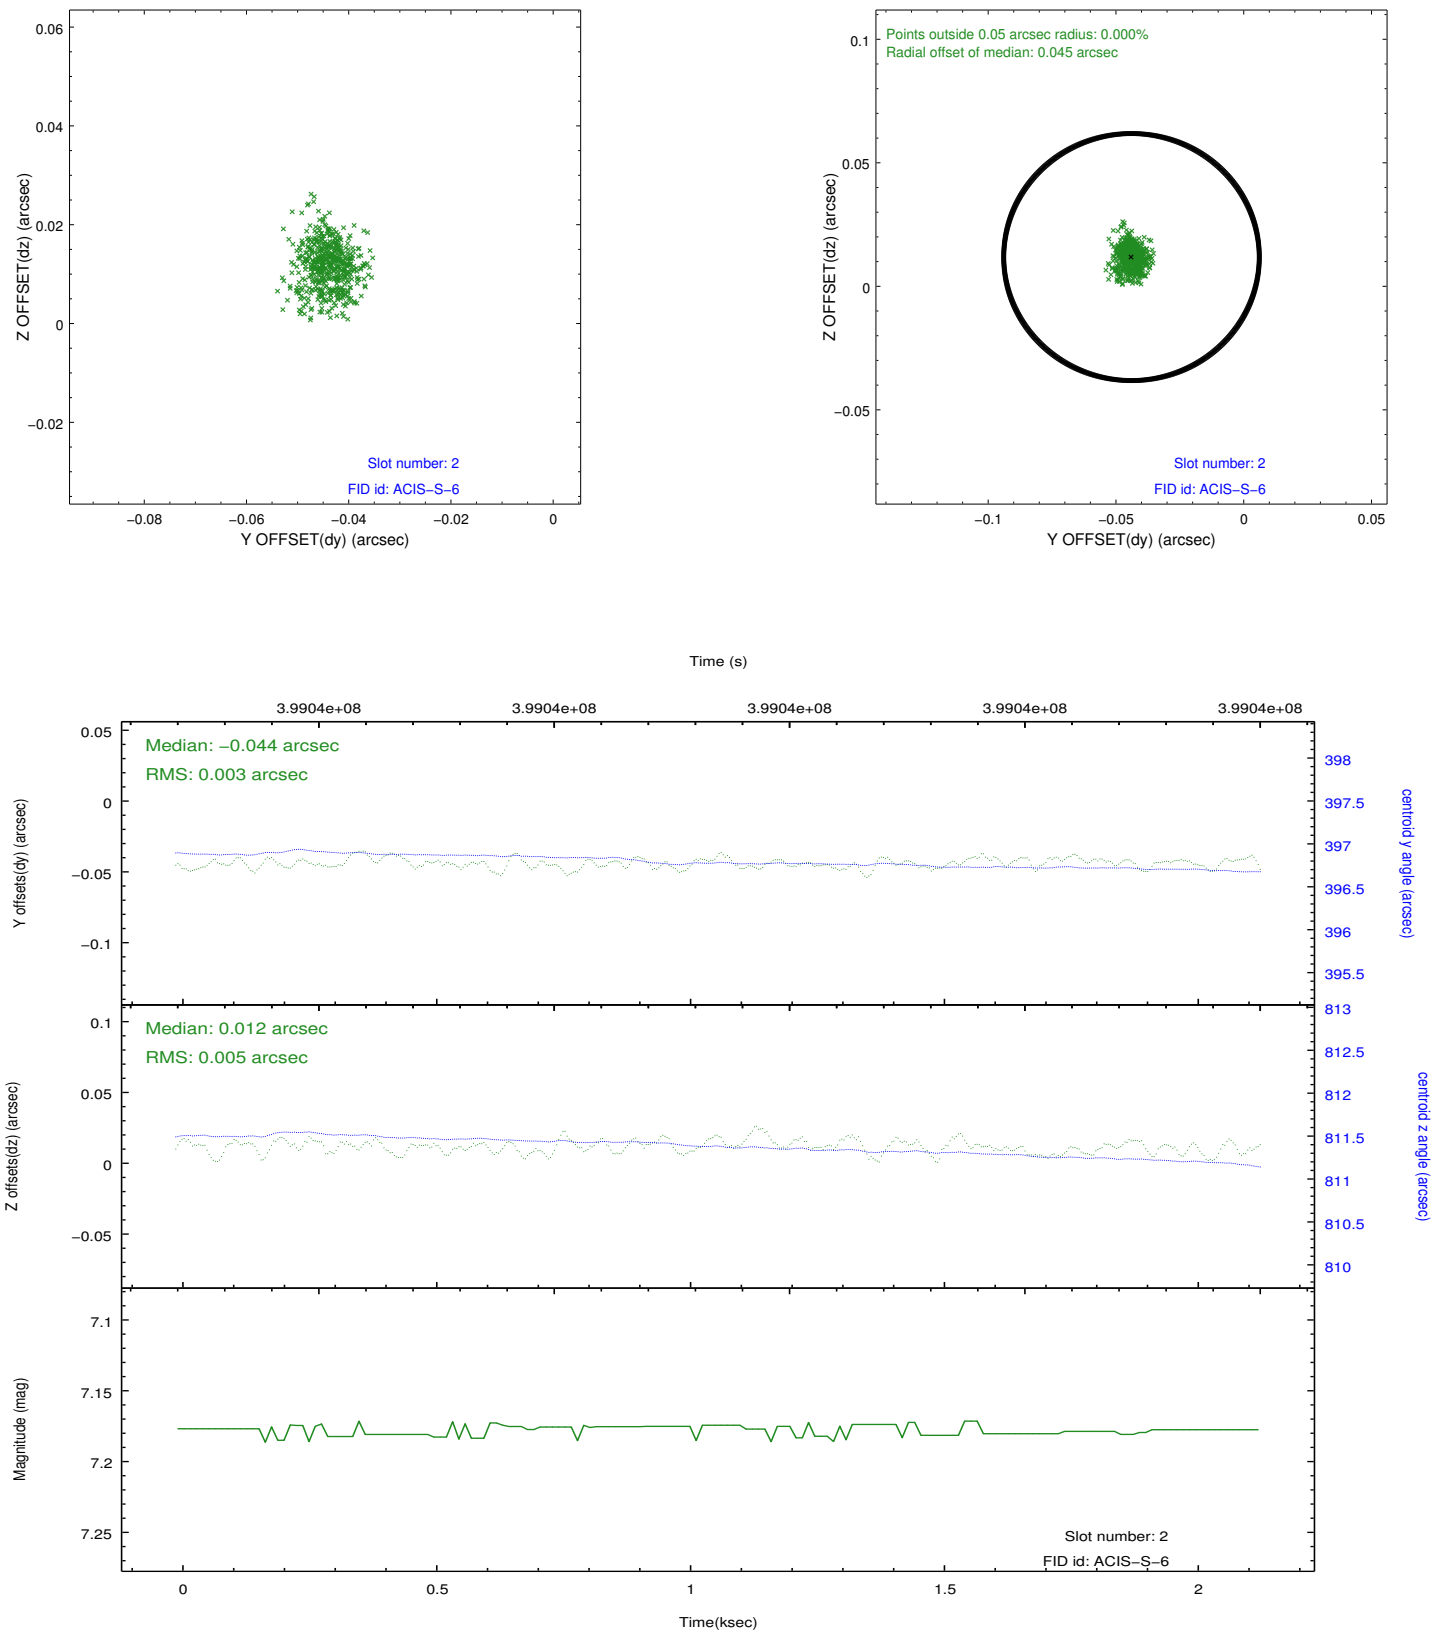 0.06
0.04
0.02
0
−0.02
Z OFFSET(dz) (arcsec)
Slot number: 2
FID id: ACIS−S−6
−0.08 −0.06 −0.04 −0.02 0
Y OFFSET(dy) (arcsec)
Points outside 0.05 arcsec radius: 0.000%
Radial offset of median: 0.045 arcsec
0.1
0.05
0
−0.05
Z OFFSET(dz) (arcsec)
Slot number: 2
FID id: ACIS−S−6
−0.1 −0.05 0 0.05
Y OFFSET(dy) (arcsec)
Time (s)
3.9904e+08 3.9904e+08 3.9904e+08 3.9904e+08 3.9904e+08
Median: −0.044 arcsec
RMS: 0.003 arcsec
0.05
0
−0.05
−0.1
Y offsets(dy) (arcsec)
398
397.5
397
396.5
396
395.5
centroid y angle (arcsec)
Median: 0.012 arcsec
RMS: 0.005 arcsec
0.1
0.05
0
−0.05
Z offsets(dz) (arcsec)
813
812.5
812
811.5
811
810.5
810
centroid z angle (arcsec)
7.1
7.15
7.2
7.25
Magnitude (mag)
Slot number: 2
FID id: ACIS−S−6
0 0.5 1 1.5 2
Time(ksec)